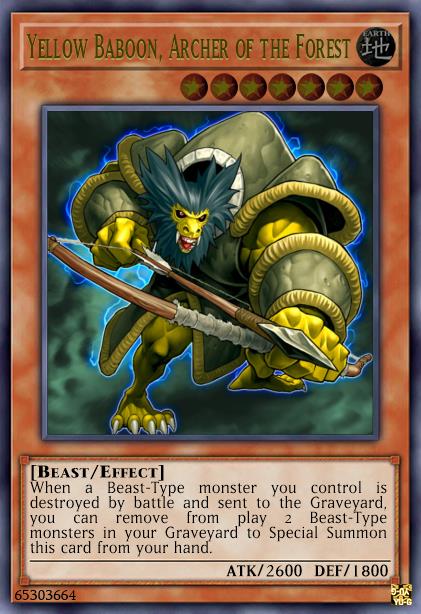 Yellow Baboon, Archer of the Forest
EARTH
地
[Beast/Effect]
When a Beast-Type monster you control is
destroyed by battle and sent to the Graveyard,
you can remove from play 2 Beast-Type
monsters in your Graveyard to Special Summon
this card from your hand.
ATK/2600 DEF/1800
65303664